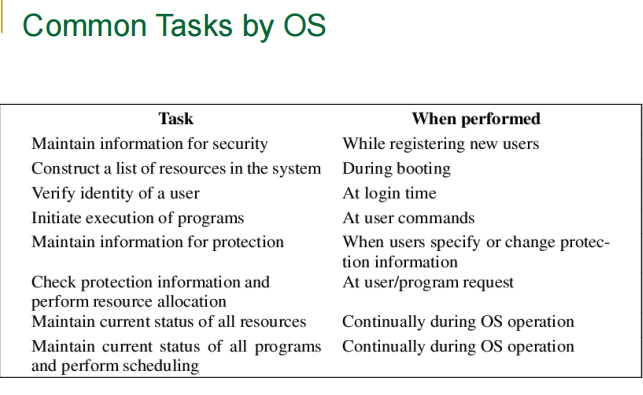 Common Tasks by OS
Task When performed
Maintain information for security While registering new users
Construct a list of resources in the system During booting
Verify identity of a user At login time
Initiate execution of programs At user commands
Maintain information for protection When users specify or change protec-
tion information
Check protection information and At user/program request
perform resource allocation
Maintain current status of all resources Continually during OS operation
Maintain current status of all programs Continually during OS operation
and perform scheduling